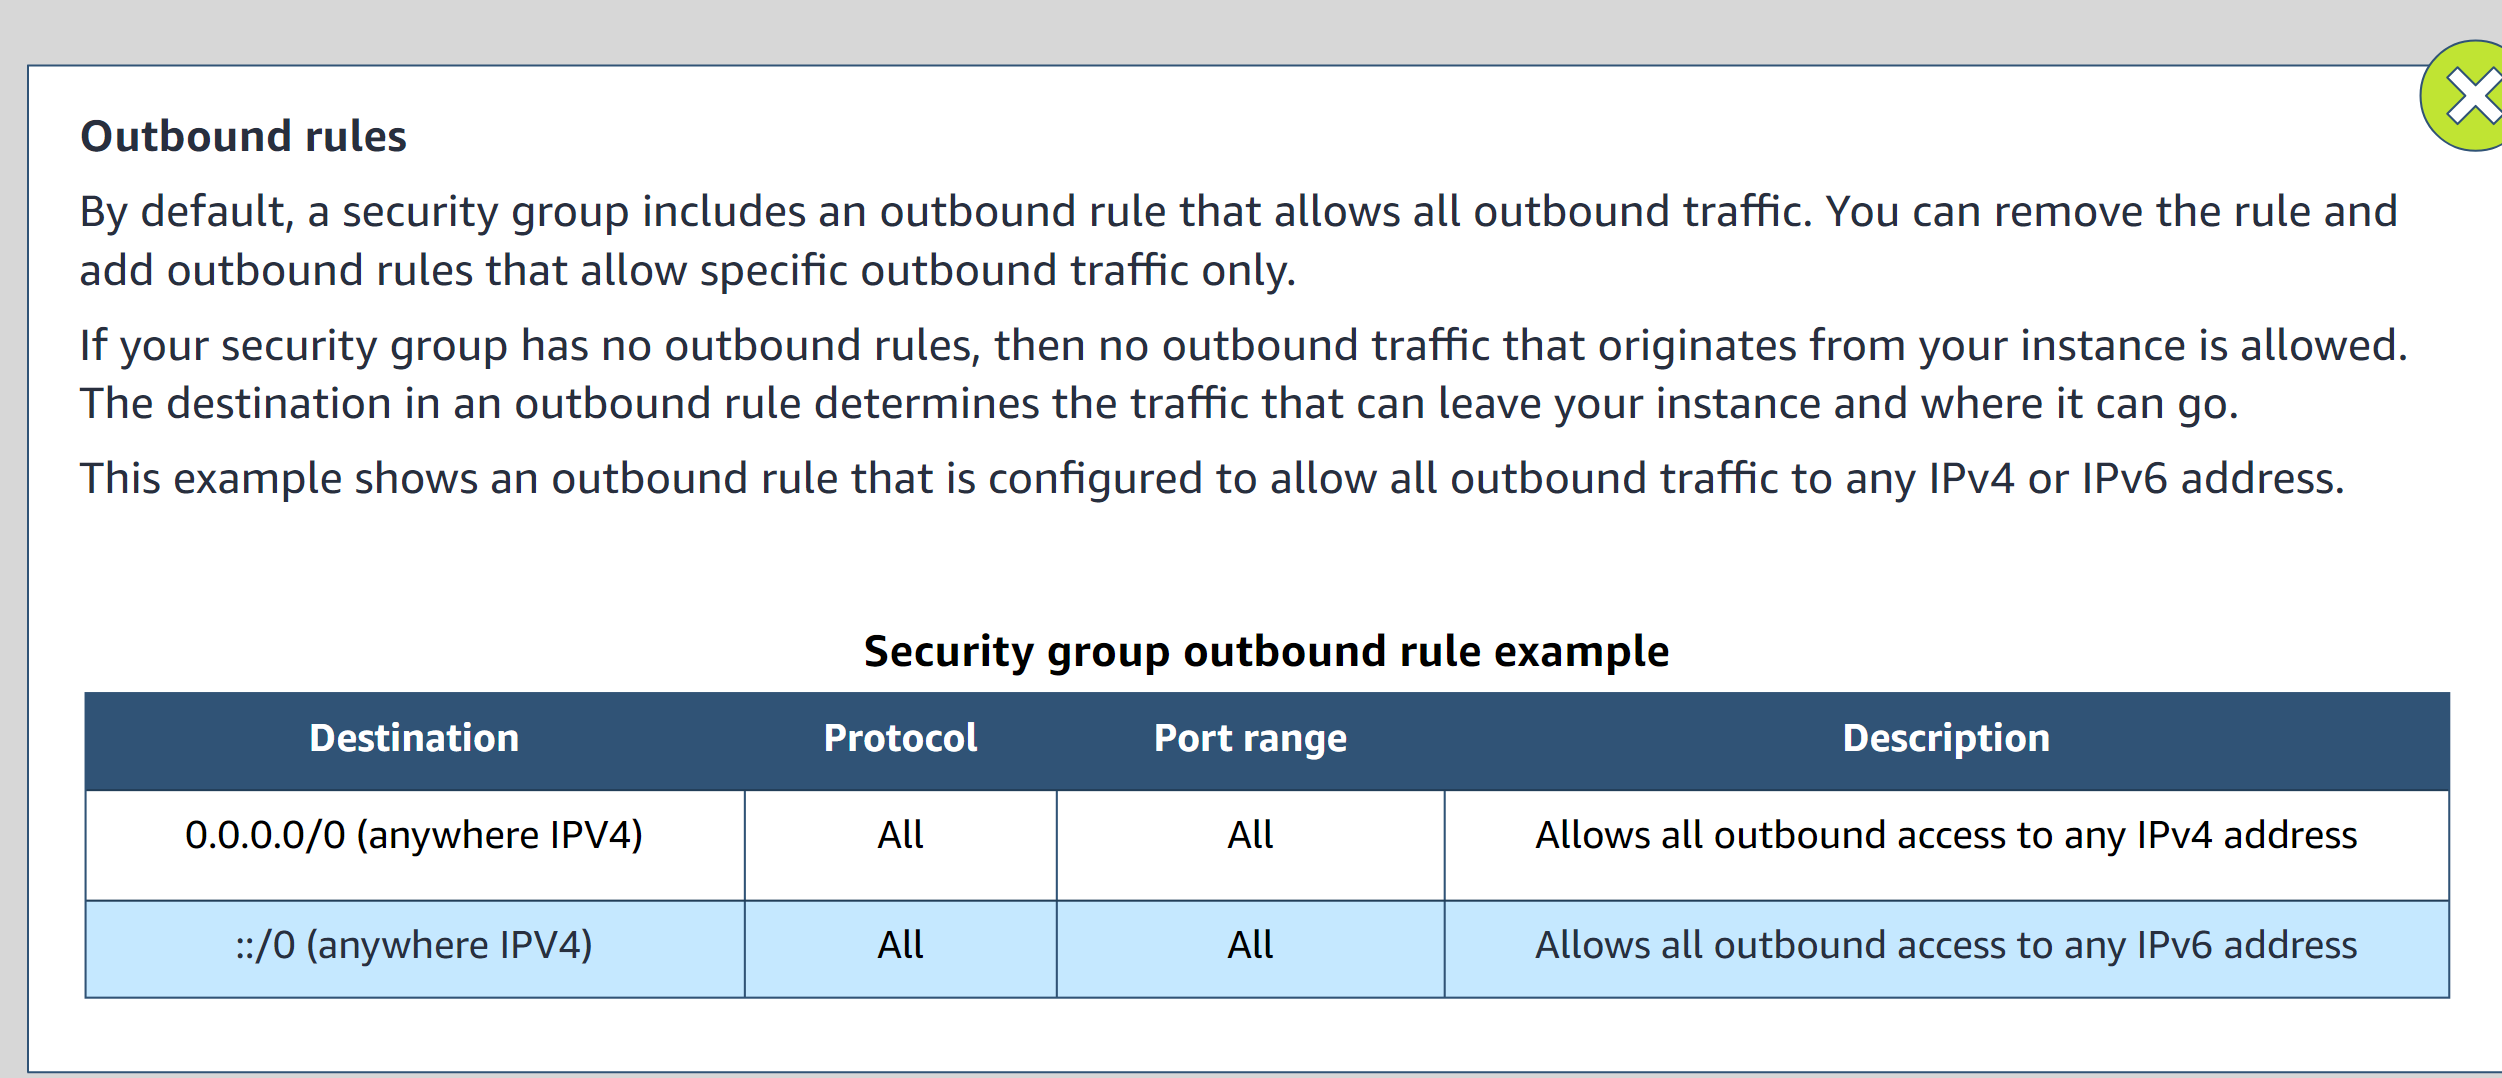 Outbound rules
By default, a security group includes an outbound rule that allows all outbound traffic. You can remove the rule and
add outbound rules that allow specific outbound traffic only.
If your security group has no outbound rules, then no outbound traffic that originates from your instance is allowed.
The destination in an outbound rule determines the traffic that can leave your instance and where it can go.
This example shows an outbound rule that is configured to allow all outbound traffic to any IPv4 or IPv6 address.
Security group outbound rule example
Destination Protocol Port range Description
0.0.0.0/0 (anywhere IPV4) All All Allows all outbound access to any IPv4 address
::/0 (anywhere IPV4) All All Allows all outbound access to any IPv6 address